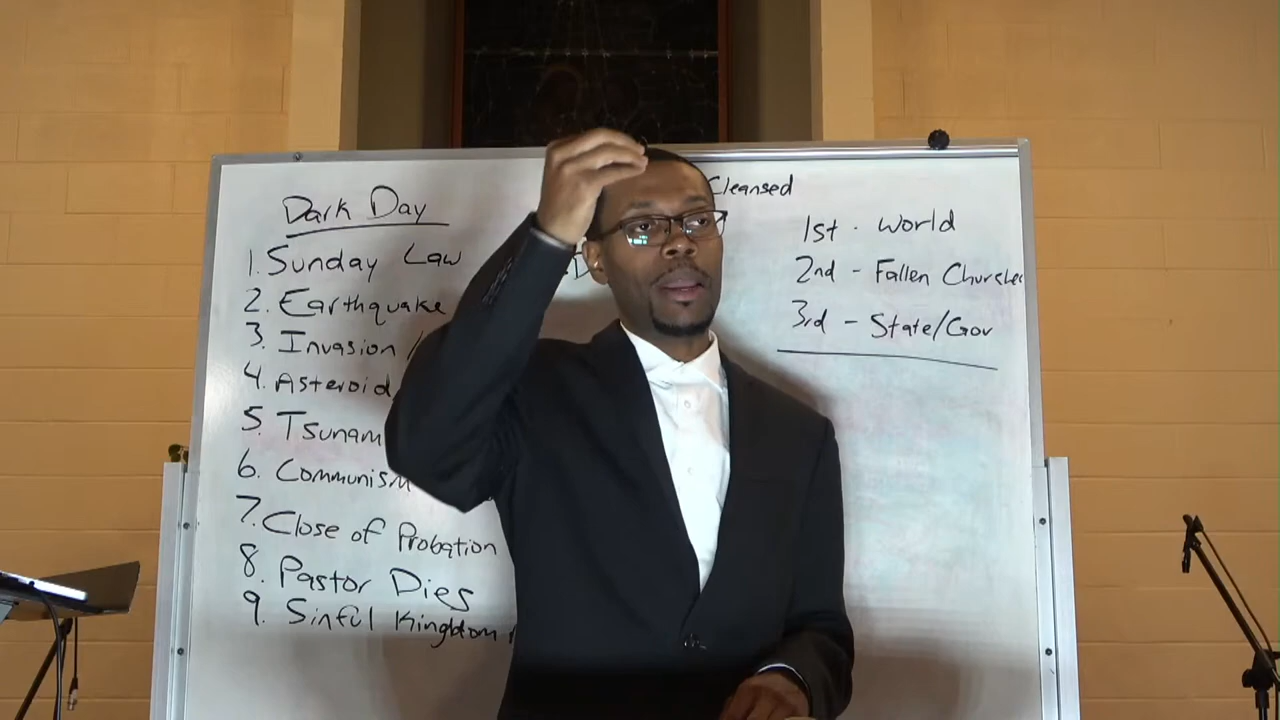 Dark Day
1. Sunday Law
2. Earthquake
3. Invasion
4. Asteroid
5. Tsunam
6. Communism
7. Close of Probation
8. Pastor Dies
9. Sinful Kingdom
Cleansed
1st. World
2nd - Fallen Churches
3rd - State/Gov